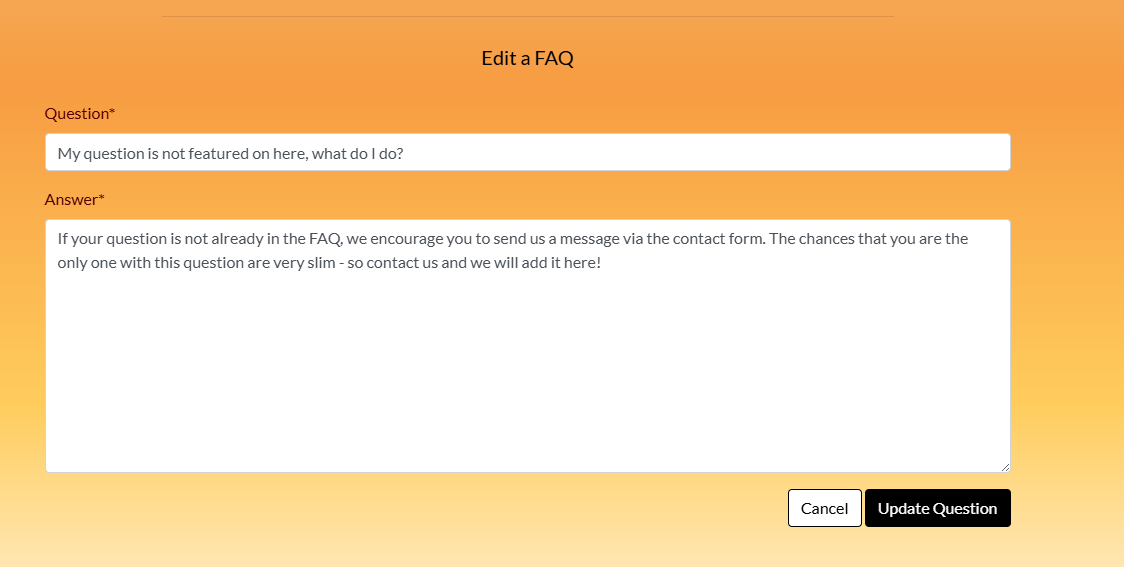 Edit a FAQ
Question*
My question is not featured on here, what do I do?
Answer*
If your question is not already in the FAQ, we encourage you to send us a message via the contact form. The chances that you are the
only one with this question are very slim - so contact us and we will add it here!
Cancel Update Question